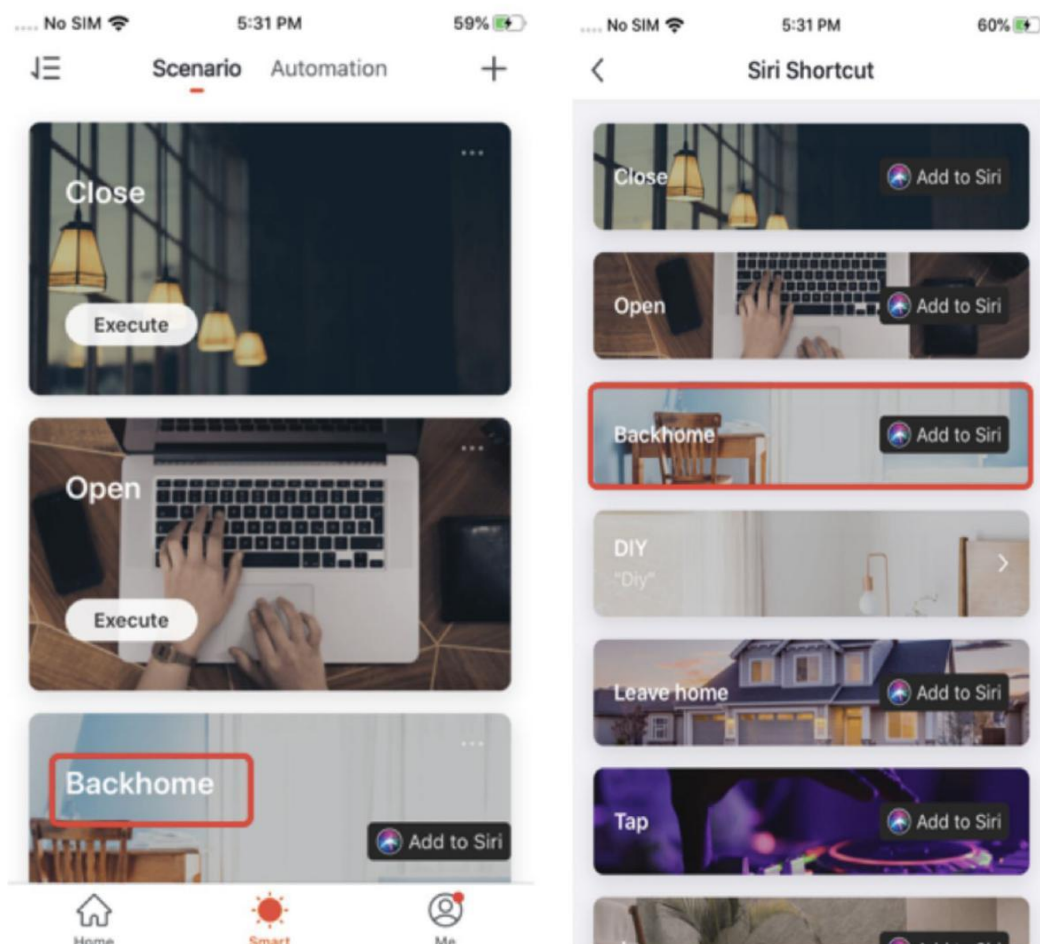 No SIM 5:31 PM 59%
Scenario Automation
Close
Execute
Open
Execute
Backhome
Add to Siri
Home Smart Me
No SIM 5:31 PM 60%
Siri Shortcut
Close Add to Siri
Open Add to Siri
Backhome Add to Siri
DIY
"Diy"
Leave home Add to Siri
Tap Add to Siri